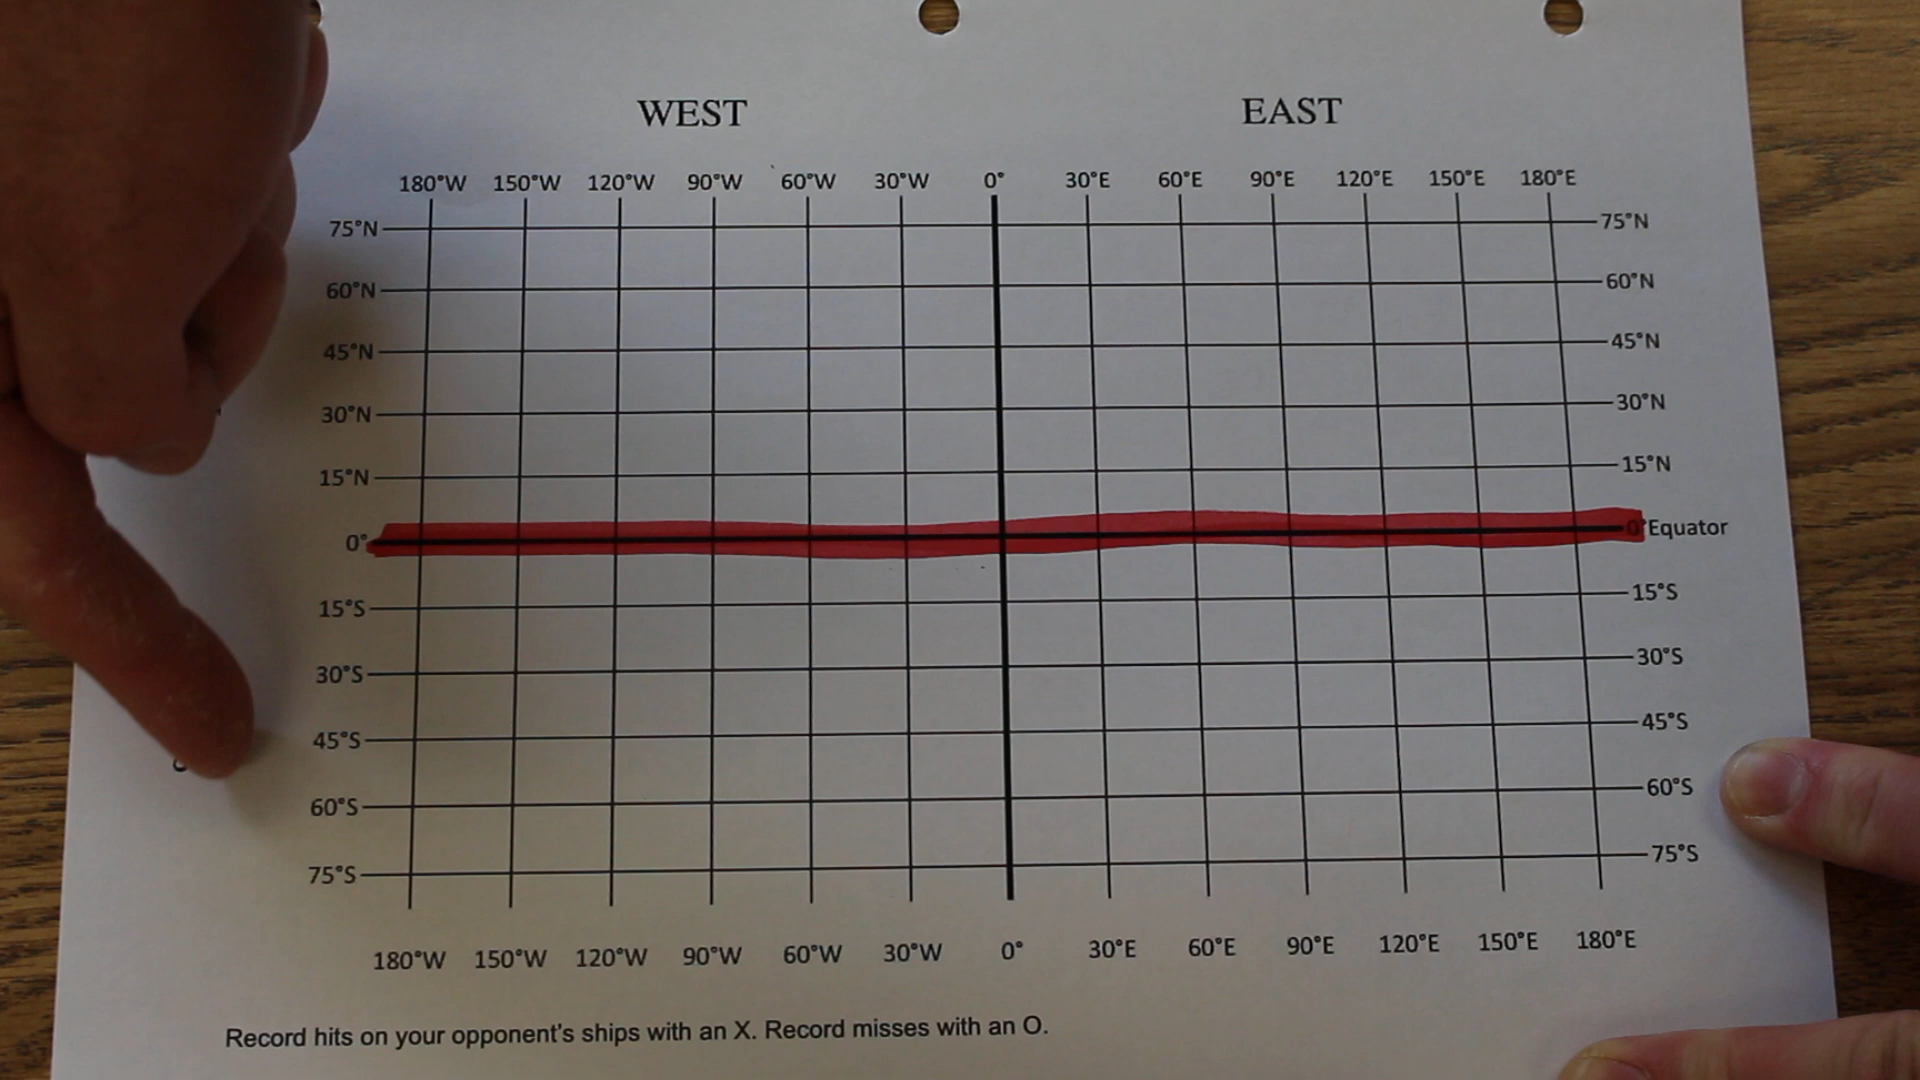 WEST EAST
180°W 150°W 120°W 90°W 60°W 30°W 0° 30°E 60°E 90°E 120°E 150°E 180°E
75°N 75°N
60°N 60°N
45°N 45°N
30°N 30°N
15°N 15°N
0° 0° Equator
15°S 15°S
30°S 30°S
45°S 45°S
60°S 60°S
75°S 75°S
180°W 150°W 120°W 90°W 60°W 30°W 0° 30°E 60°E 90°E 120°E 150°E 180°E
Record hits on your opponent's ships with an X. Record misses with an O.